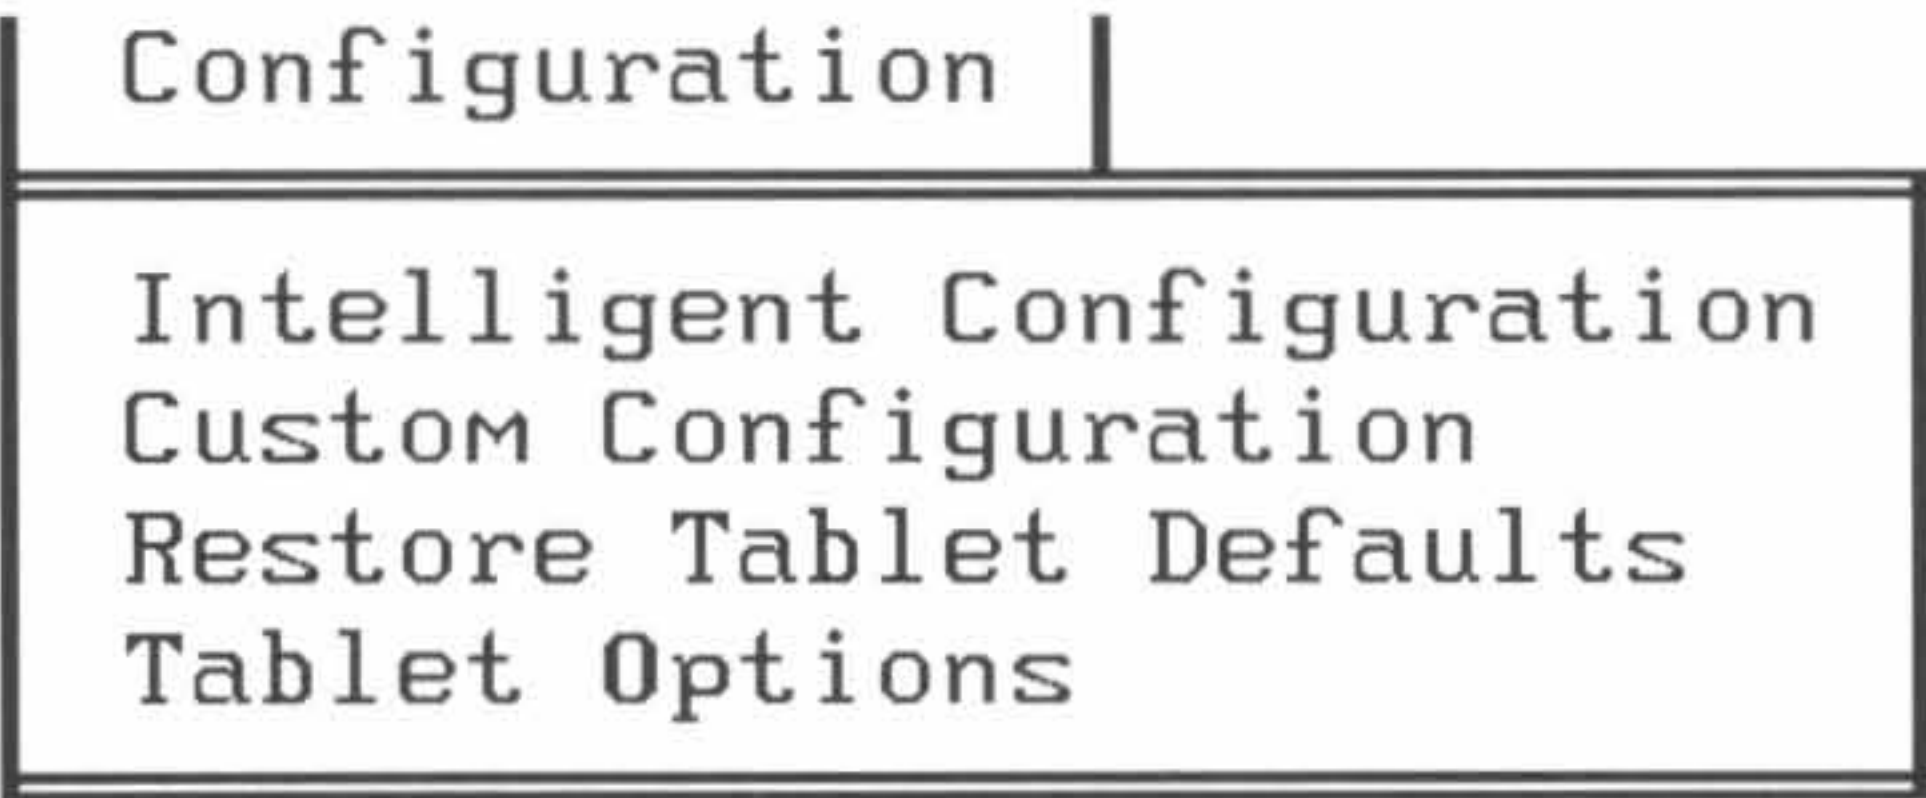 Configuration
Intelligent Configuration
Custom Configuration
Restore Tablet Defaults
Tablet Options